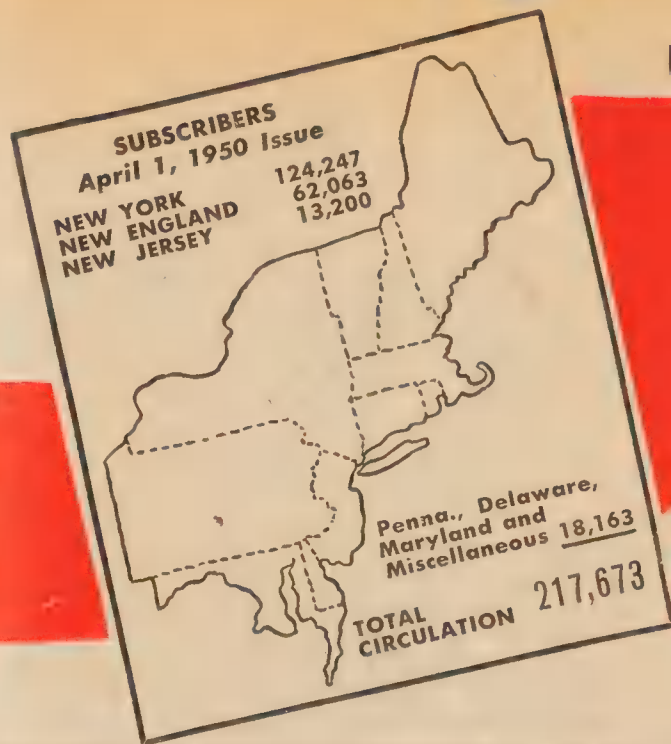 SUBSCRIBERS
April 1, 1950 Issue
NEW YORK 124,247
NEW ENGLAND 62,063
NEW JERSEY 13,200
Penna., Delaware,
Maryland and
Miscellaneous 18,163
TOTAL
CIRCULATION 217,673